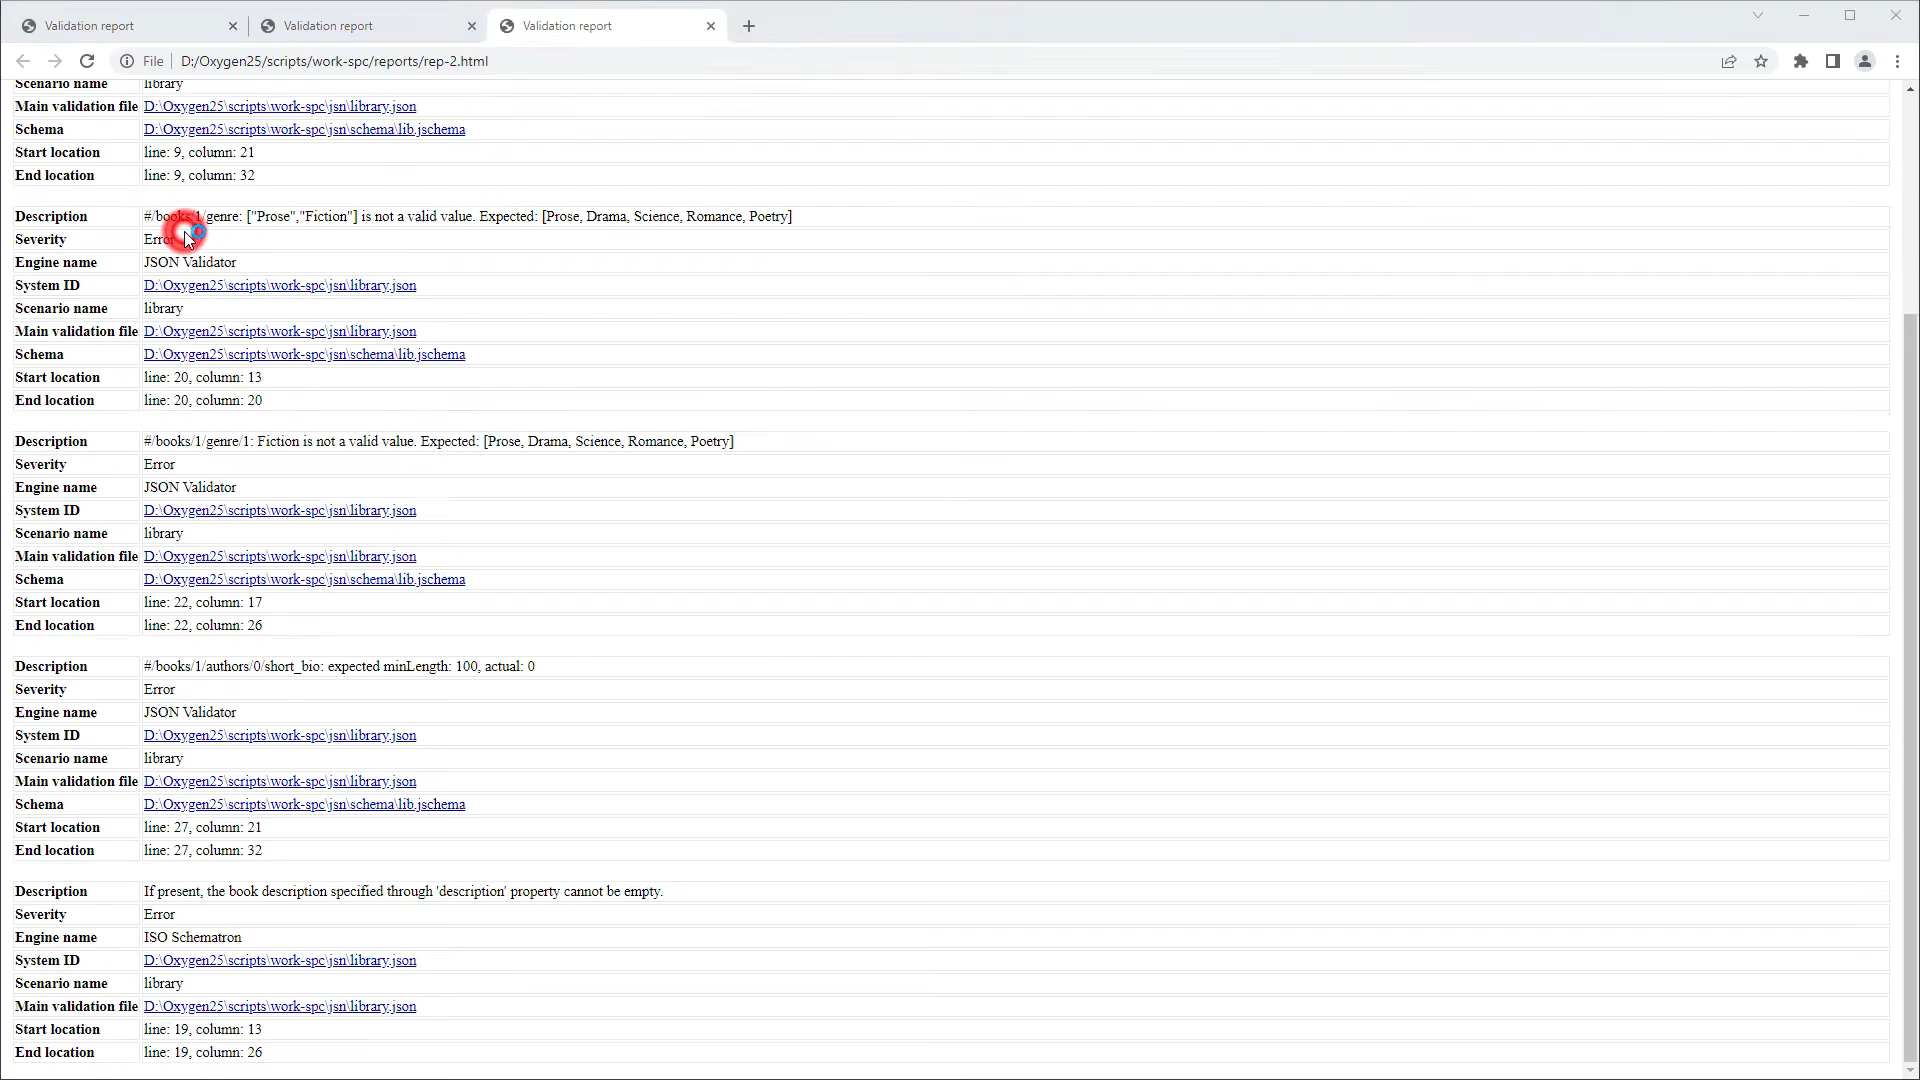 Validation report
Validation report
Validation report
File
D:/Oxygen25/scripts/work-spc/reports/rep-2.html
Scenario name library
Main validation file D:\Oxygen25\scripts\work-spc\jsn\library.json
Schema D:\Oxygen25\scripts\work-spc\jsn\schema\lib.jschema
Start location line: 9, column: 21
End location line: 9, column: 32
Description #/books/1/genre: ["Prose","Fiction"] is not a valid value. Expected: [Prose, Drama, Science, Romance, Poetry]
Severity Error
Engine name JSON Validator
System ID D:\Oxygen25\scripts\work-spc\jsn\library.json
Scenario name library
Main validation file D:\Oxygen25\scripts\work-spc\jsn\library.json
Schema D:\Oxygen25\scripts\work-spc\jsn\schema\lib.jschema
Start location line: 20, column: 13
End location line: 20, column: 20
Description #/books/1/genre/1: Fiction is not a valid value. Expected: [Prose, Drama, Science, Romance, Poetry]
Severity Error
Engine name JSON Validator
System ID D:\Oxygen25\scripts\work-spc\jsn\library.json
Scenario name library
Main validation file D:\Oxygen25\scripts\work-spc\jsn\library.json
Schema D:\Oxygen25\scripts\work-spc\jsn\schema\lib.jschema
Start location line: 22, column: 17
End location line: 22, column: 26
Description #/books/1/authors/0/short_bio: expected minLength: 100, actual: 0
Severity Error
Engine name JSON Validator
System ID D:\Oxygen25\scripts\work-spc\jsn\library.json
Scenario name library
Main validation file D:\Oxygen25\scripts\work-spc\jsn\library.json
Schema D:\Oxygen25\scripts\work-spc\jsn\schema\lib.jschema
Start location line: 27, column: 21
End location line: 27, column: 32
Description If present, the book description specified through 'description' property cannot be empty.
Severity Error
Engine name ISO Schematron
System ID D:\Oxygen25\scripts\work-spc\jsn\library.json
Scenario name library
Main validation file D:\Oxygen25\scripts\work-spc\jsn\library.json
Start location line: 19, column: 13
End location line: 19, column: 26